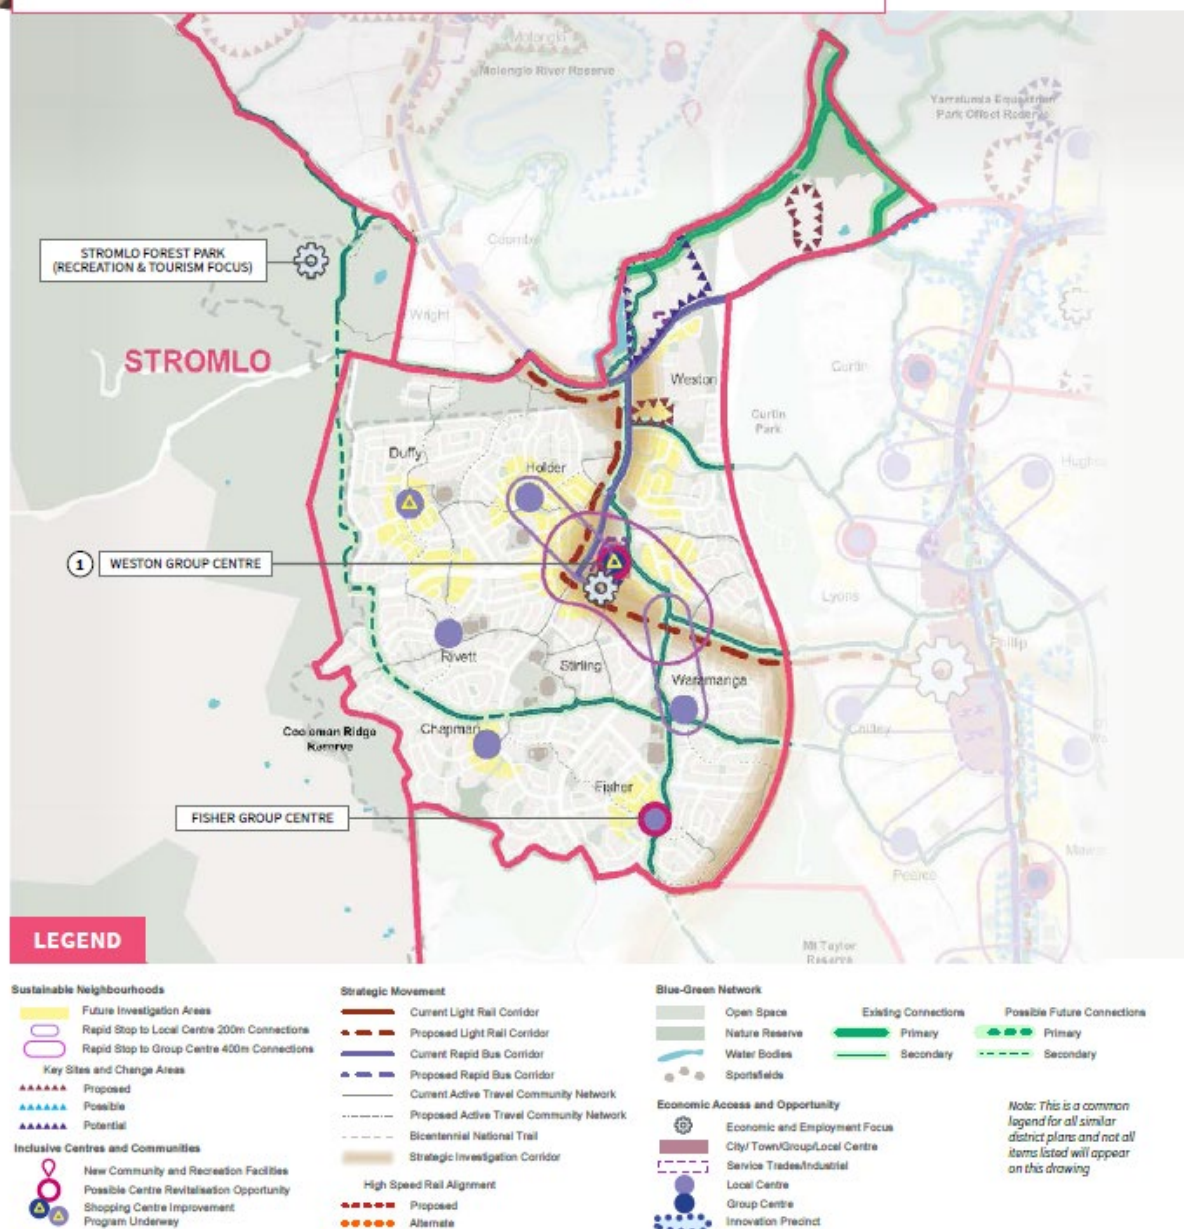 Molonglo
Molonglo River Reserve
Yarralumla Equestrian
Park Offset Reserve
STROMLO FOREST PARK
(RECREATION & TOURISM FOCUS)
Coombs
Wright
STROMLO
Weston
Curtin
Curtin
Park
Duffy
Holder
Hughes
1 WESTON GROUP CENTRE
Lyons
Phillip
Rivett
Stirling
Waramanga
Cooleman Ridge
Reserve
Chapman
Chifley
Fisher
FISHER GROUP CENTRE
Pearce
Mt Taylor
Reserve
LEGEND
Sustainable Neighbourhoods
Future Investigation Areas
Rapid Stop to Local Centre 200m Connections
Rapid Stop to Group Centre 400m Connections
Key Sites and Change Areas
Proposed
Possible
Potential
Inclusive Centres and Communities
New Community and Recreation Facilities
Possible Centre Revitalisation Opportunity
Shopping Centre Improvement
Program Underway
Strategic Movement
Current Light Rail Corridor
Proposed Light Rail Corridor
Current Rapid Bus Corridor
Proposed Rapid Bus Corridor
Current Active Travel Community Network
Proposed Active Travel Community Network
Bicentennial National Trail
Strategic Investigation Corridor
High Speed Rail Alignment
Proposed
Alternate
Blue-Green Network
Open Space
Nature Reserve
Water Bodies
Sportsfields
Existing Connections
Primary
Secondary
Possible Future Connections
Primary
Secondary
Economic Access and Opportunity
Economic and Employment Focus
City/ Town/Group/Local Centre
Service Trades/Industrial
Local Centre
Group Centre
Innovation Precinct
Note: This is a common
legend for all similar
district plans and not all
items listed will appear
on this drawing